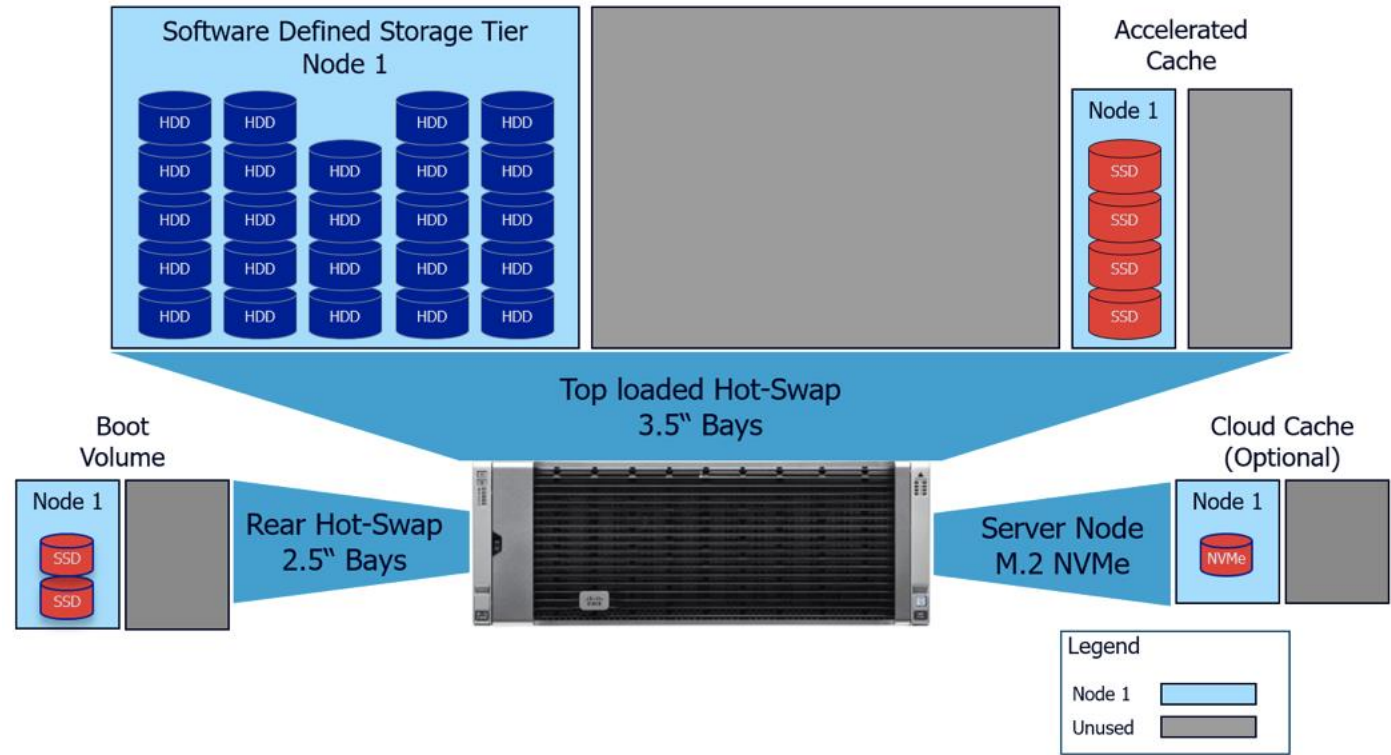 Software Defined Storage Tier
Node 1
HDD HDD HDD HDD
HDD HDD HDD HDD HDD
HDD HDD HDD HDD HDD
HDD HDD HDD HDD HDD
HDD HDD HDD HDD HDD
Accelerated
Cache
Node 1
SSD
SSD
SSD
SSD
Top loaded Hot-Swap
3.5“ Bays
Boot
Volume
Node 1
SSD
SSD
Rear Hot-Swap
2.5“ Bays
Server Node
M.2 NVMe
Cloud Cache
(Optional)
Node 1
NVMe
Legend
Node 1
Unused